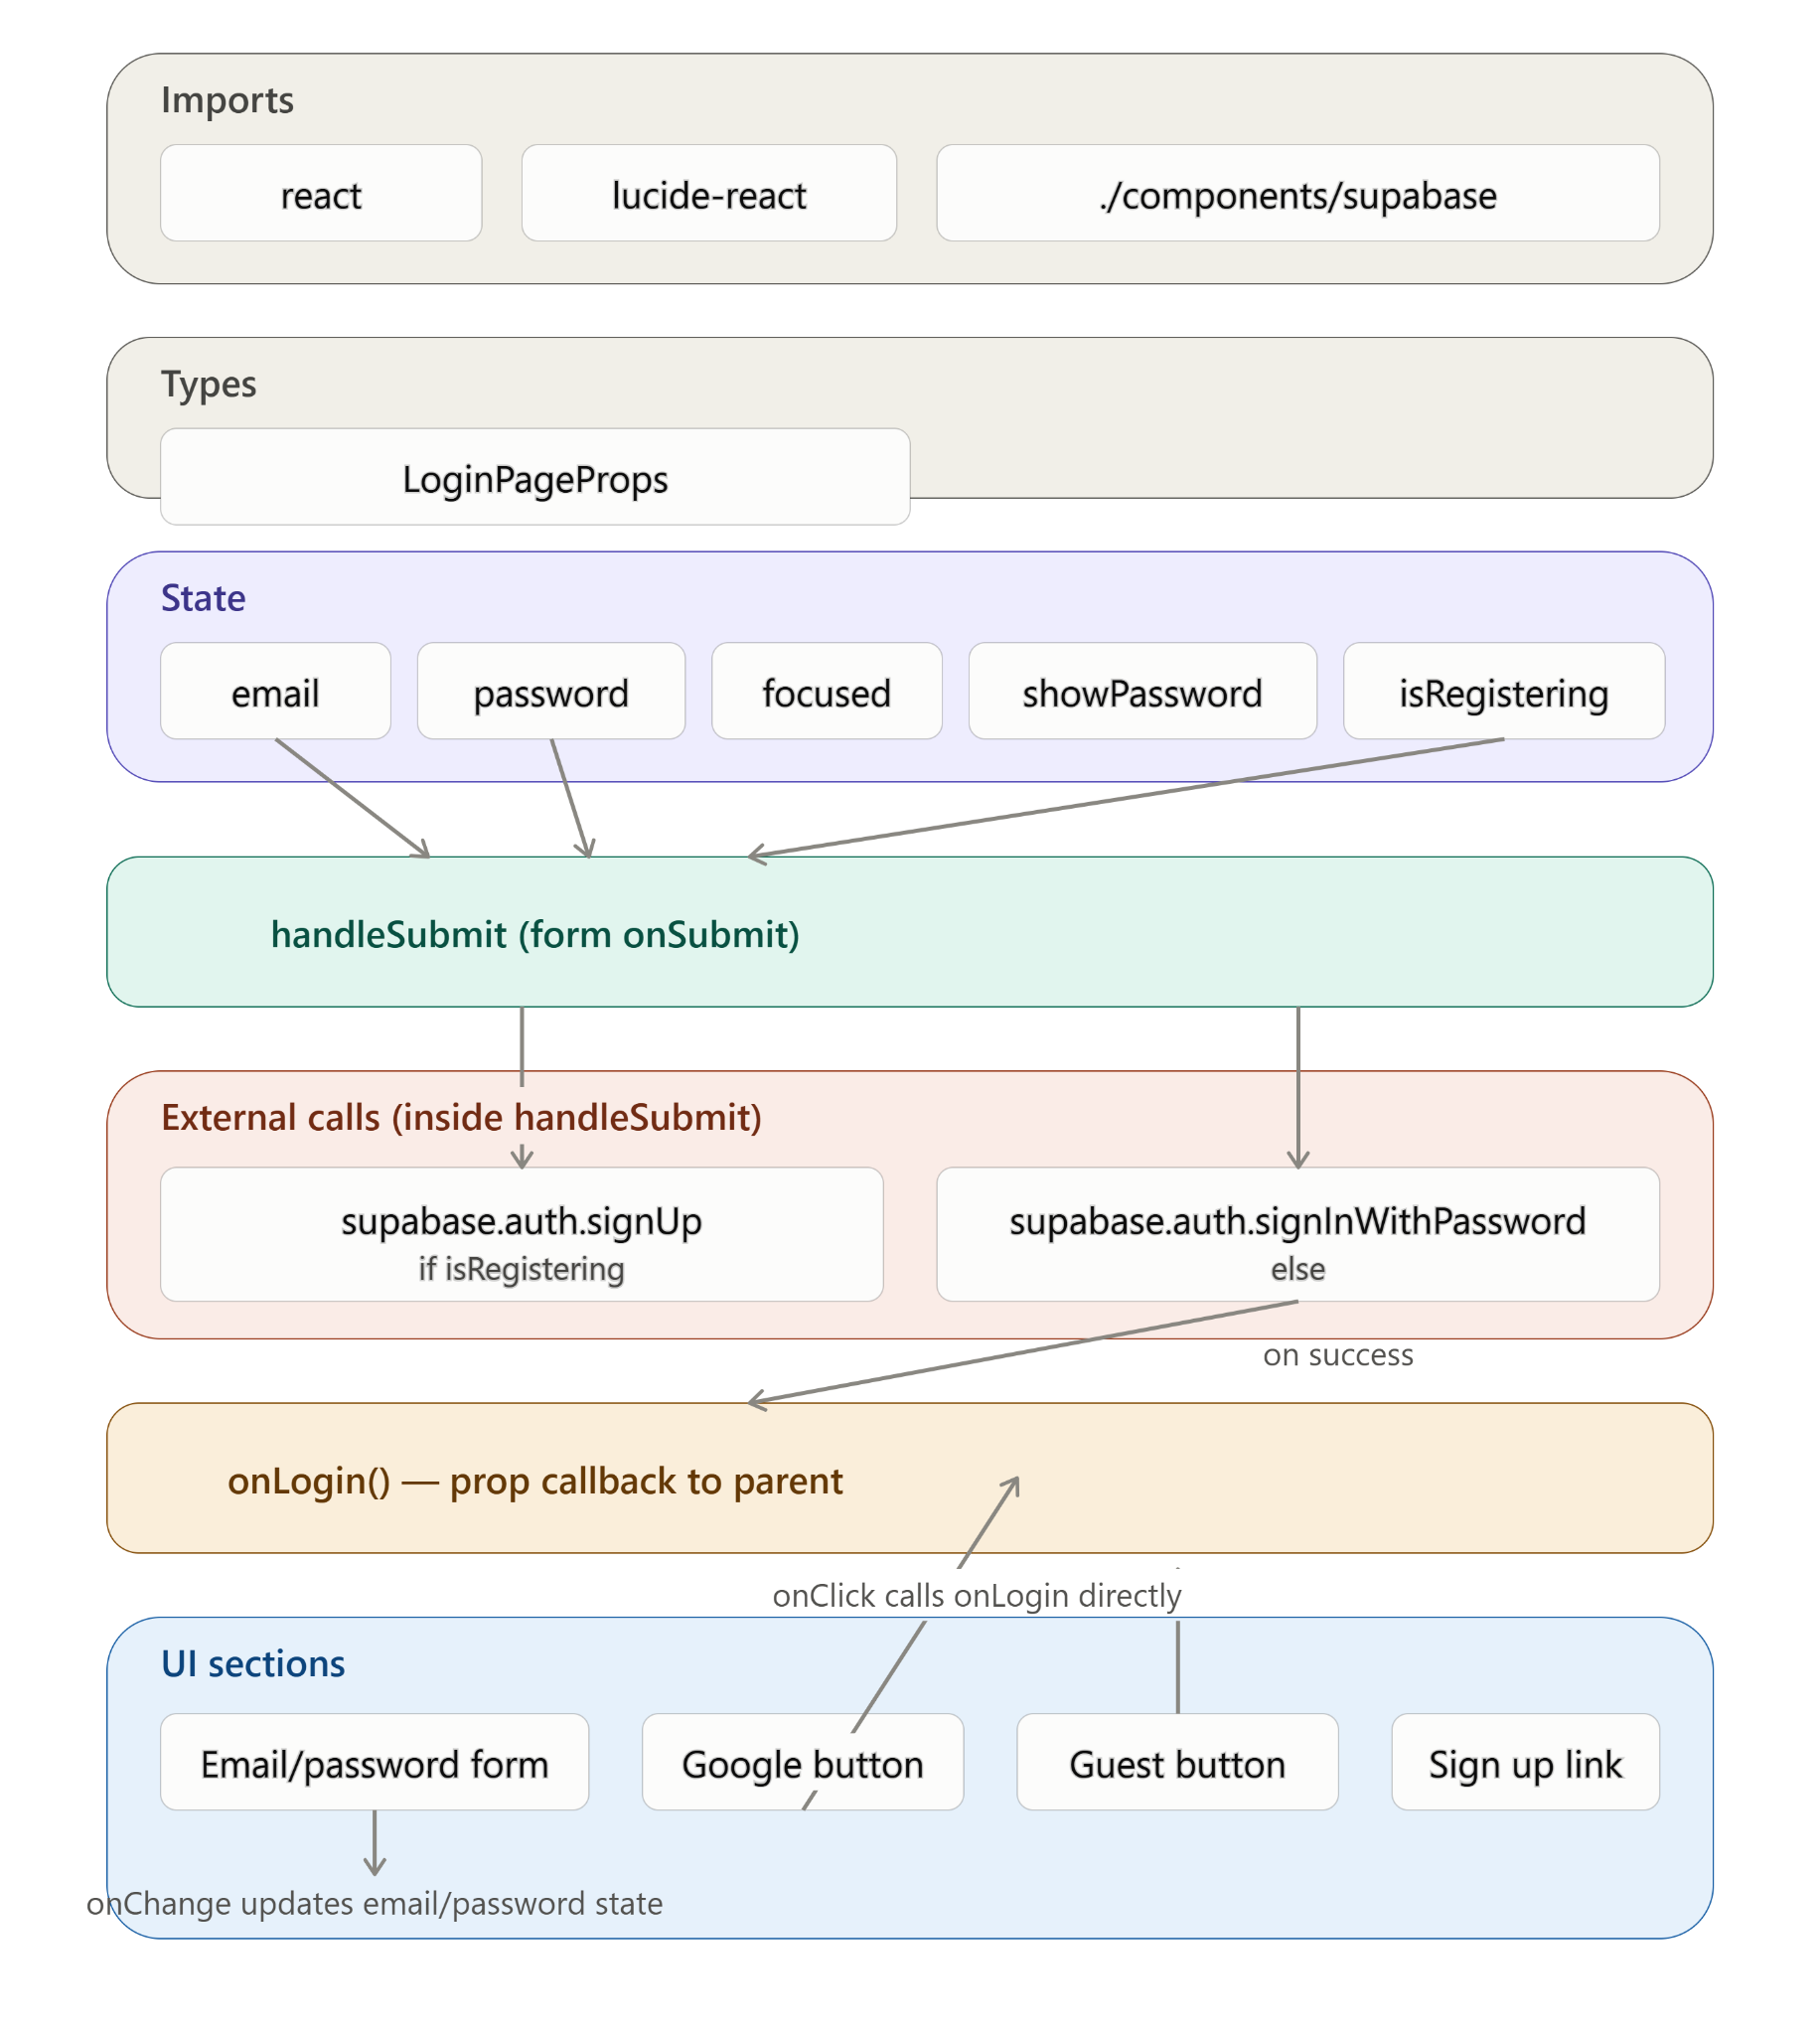 Imports
react
lucide-react
./components/supabase
Types
LoginPageProps
State
email
password
focused
showPassword
isRegistering
handleSubmit (form onSubmit)
External calls (inside handleSubmit)
supabase.auth.signUp
if isRegistering
supabase.auth.signInWithPassword
else
on success
onLogin() — prop callback to parent
onClick calls onLogin directly
UI sections
Email/password form
Google button
Guest button
Sign up link
onChange updates email/password state